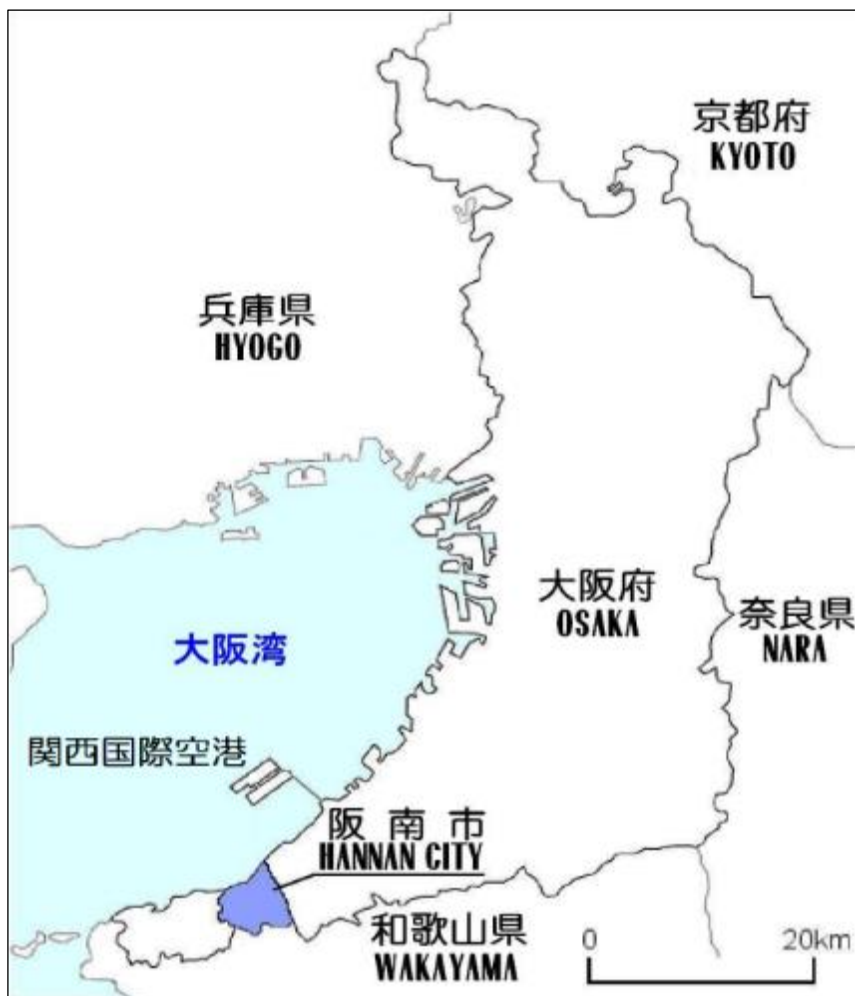 京都府
KYOTO
兵庫県
HYOGO
大阪府
OSAKA
奈良県
NARA
大阪湾
関西国際空港
阪南市
HANNAN CITY
和歌山県
WAKAYAMA
0 20km